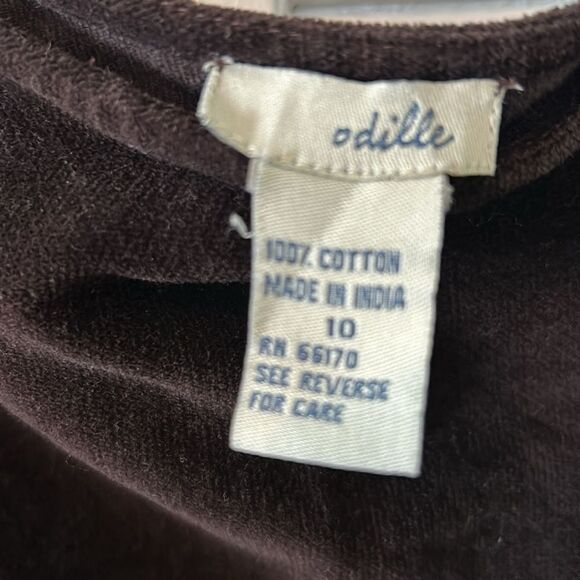 odille
100% COTTON
MADE IN INDIA
10
RN 66170
SEE REVERSE
FOR CARE